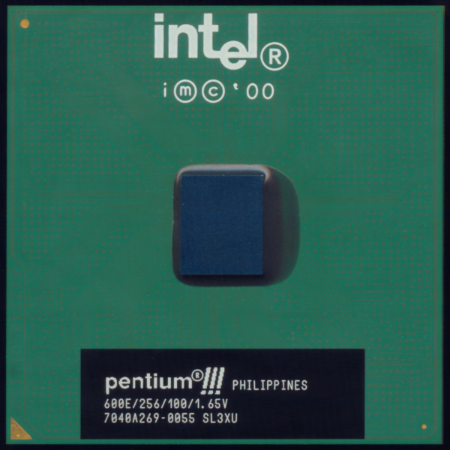 intel®
i ⓜ © '00
pentium®!!! PHILIPPINES
600E/256/100/1.65V
7040A269-0055 SL3XU